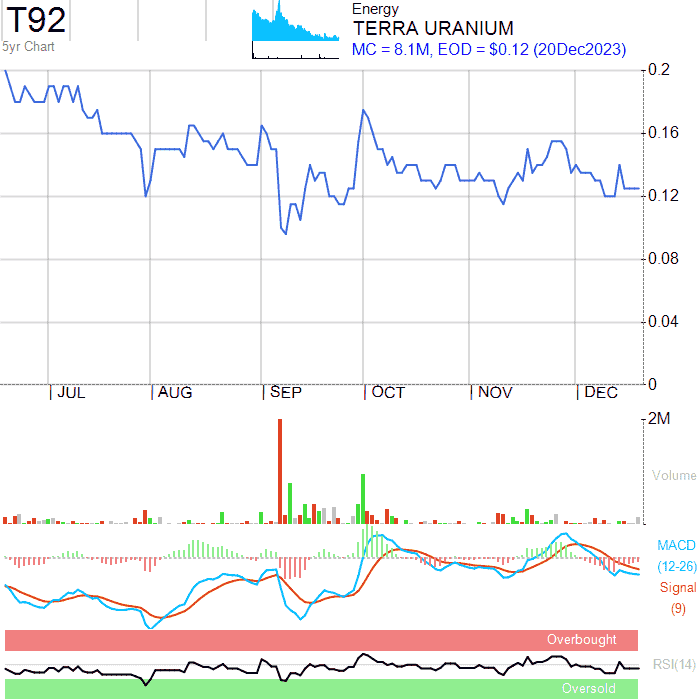 T92
5yr Chart
Energy
TERRA URANIUM
MC = 8.1M, EOD = $0.12 (20Dec2023)
0.2
0.16
0.12
0.08
0.04
0
JUL AUG SEP OCT NOV DEC
2M
Volume
MACD
(12-26)
Signal
(9)
Overbought
RSI(14)
Oversold